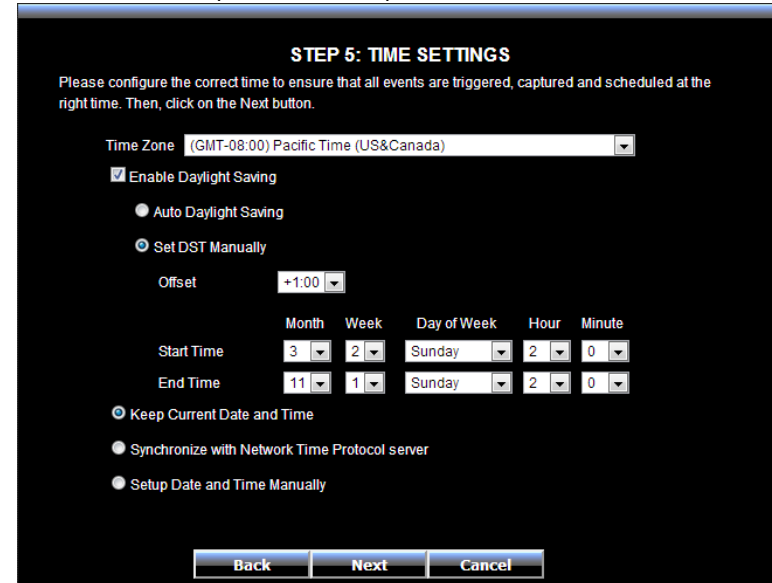 STEP 5: TIME SETTINGS
Please configure the correct time to ensure that all events are triggered, captured and scheduled at the
right time. Then, click on the Next button.
Time Zone (GMT-08:00) Pacific Time (US&Canada)
Enable Daylight Saving
Auto Daylight Saving
Set DST Manually
Offset +1:00
Month Week Day of Week Hour Minute
Start Time 3 2 Sunday 2 0
End Time 11 1 Sunday 2 0
Keep Current Date and Time
Synchronize with Network Time Protocol server
Setup Date and Time Manually
Back Next Cancel